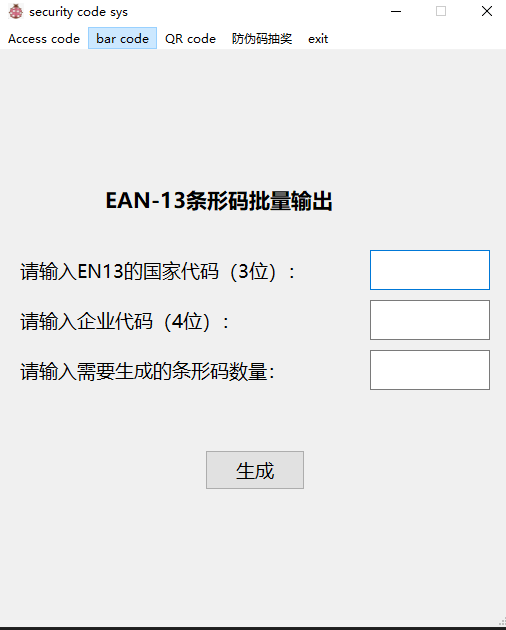 security code sys
Access code bar code QR code 防伪码抽奖 exit
EAN-13条形码批量输出
请输入EN13的国家代码（3位）：
请输入企业代码（4位）：
请输入需要生成的条形码数量：
生成